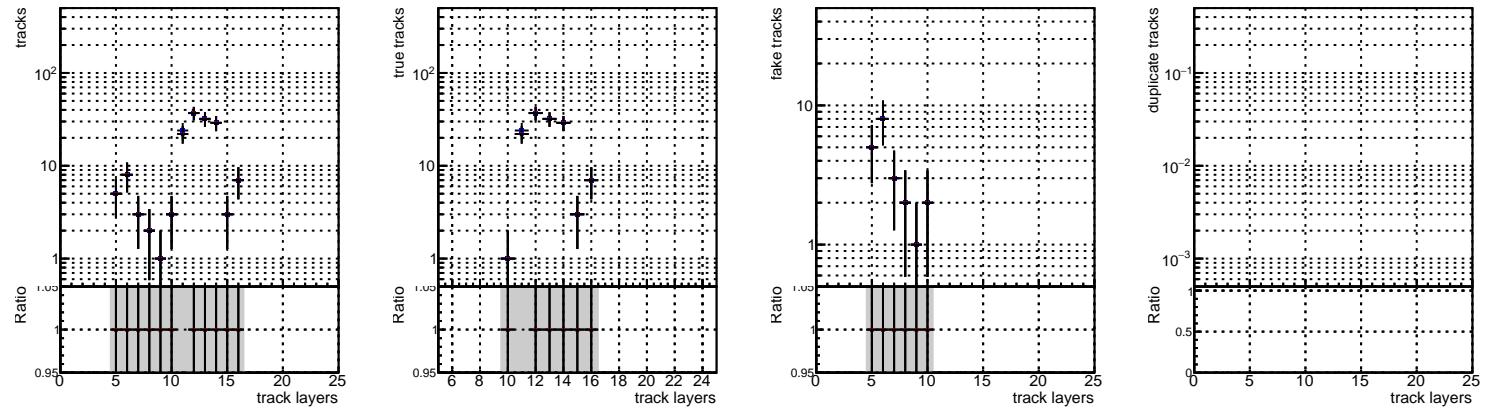 tracks
10²
10
1
Ratio
1.05
1
0.95
0 5 10 15 20 25
track layers
true tracks
10²
10
1
Ratio
1.05
1
0.95
6 8 10 12 14 16 18 20 22 24
track layers
fake tracks
10
1
Ratio
1.05
1
0.95
0 5 10 15 20 25
track layers
duplicate tracks
10⁻¹
10⁻²
10⁻³
Ratio
1
0.5
0
0 5 10 15 20 25
track layers